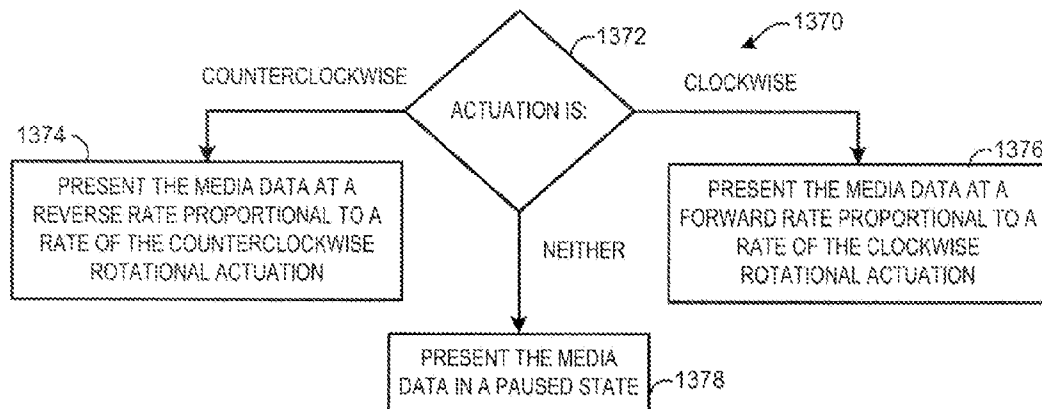 1372
1370
COUNTERCLOCKWISE
CLOCKWISE
ACTUATION IS:
1374
PRESENT THE MEDIA DATA AT A
REVERSE RATE PROPORTIONAL TO A
RATE OF THE COUNTERCLOCKWISE
ROTATIONAL ACTUATION
1376
PRESENT THE MEDIA DATA AT A
FORWARD RATE PROPORTIONAL TO A
RATE OF THE CLOCKWISE
ROTATIONAL ACTUATION
NEITHER
PRESENT THE MEDIA
DATA IN A PAUSED STATE
1378